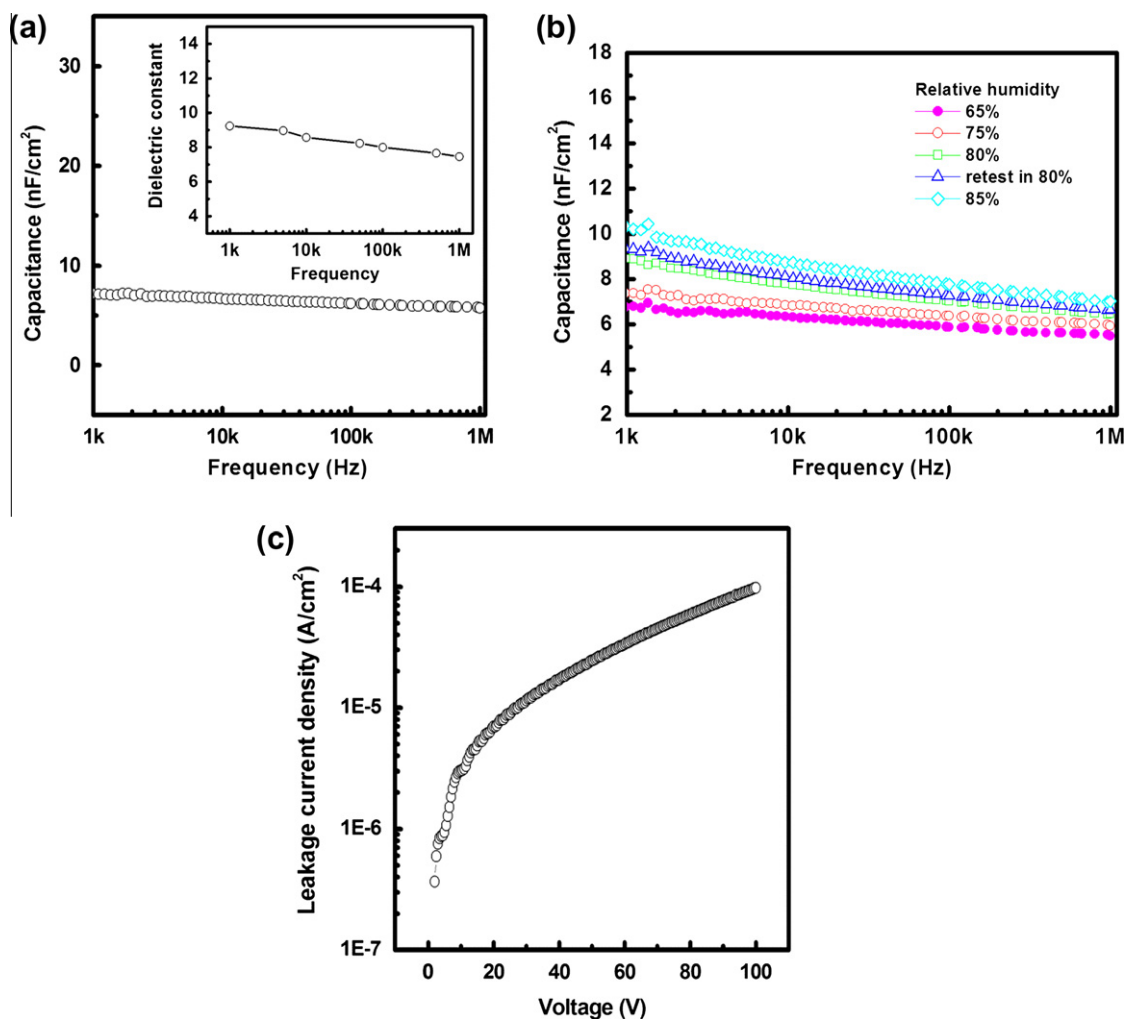 (a)
Capacitance (nF/cm²)
30
20
10
0
1k 10k 100k 1M
Frequency (Hz)
Dielectric constant
14
12
10
8
6
4
1k 10k 100k 1M
Frequency
(b)
Capacitance (nF/cm²)
18
16
14
12
10
8
6
4
2
1k 10k 100k 1M
Frequency (Hz)
Relative humidity
65%
75%
80%
retest in 80%
85%
(c)
Leakage current density (A/cm²)
1E-4
1E-5
1E-6
1E-7
0 20 40 60 80 100
Voltage (V)